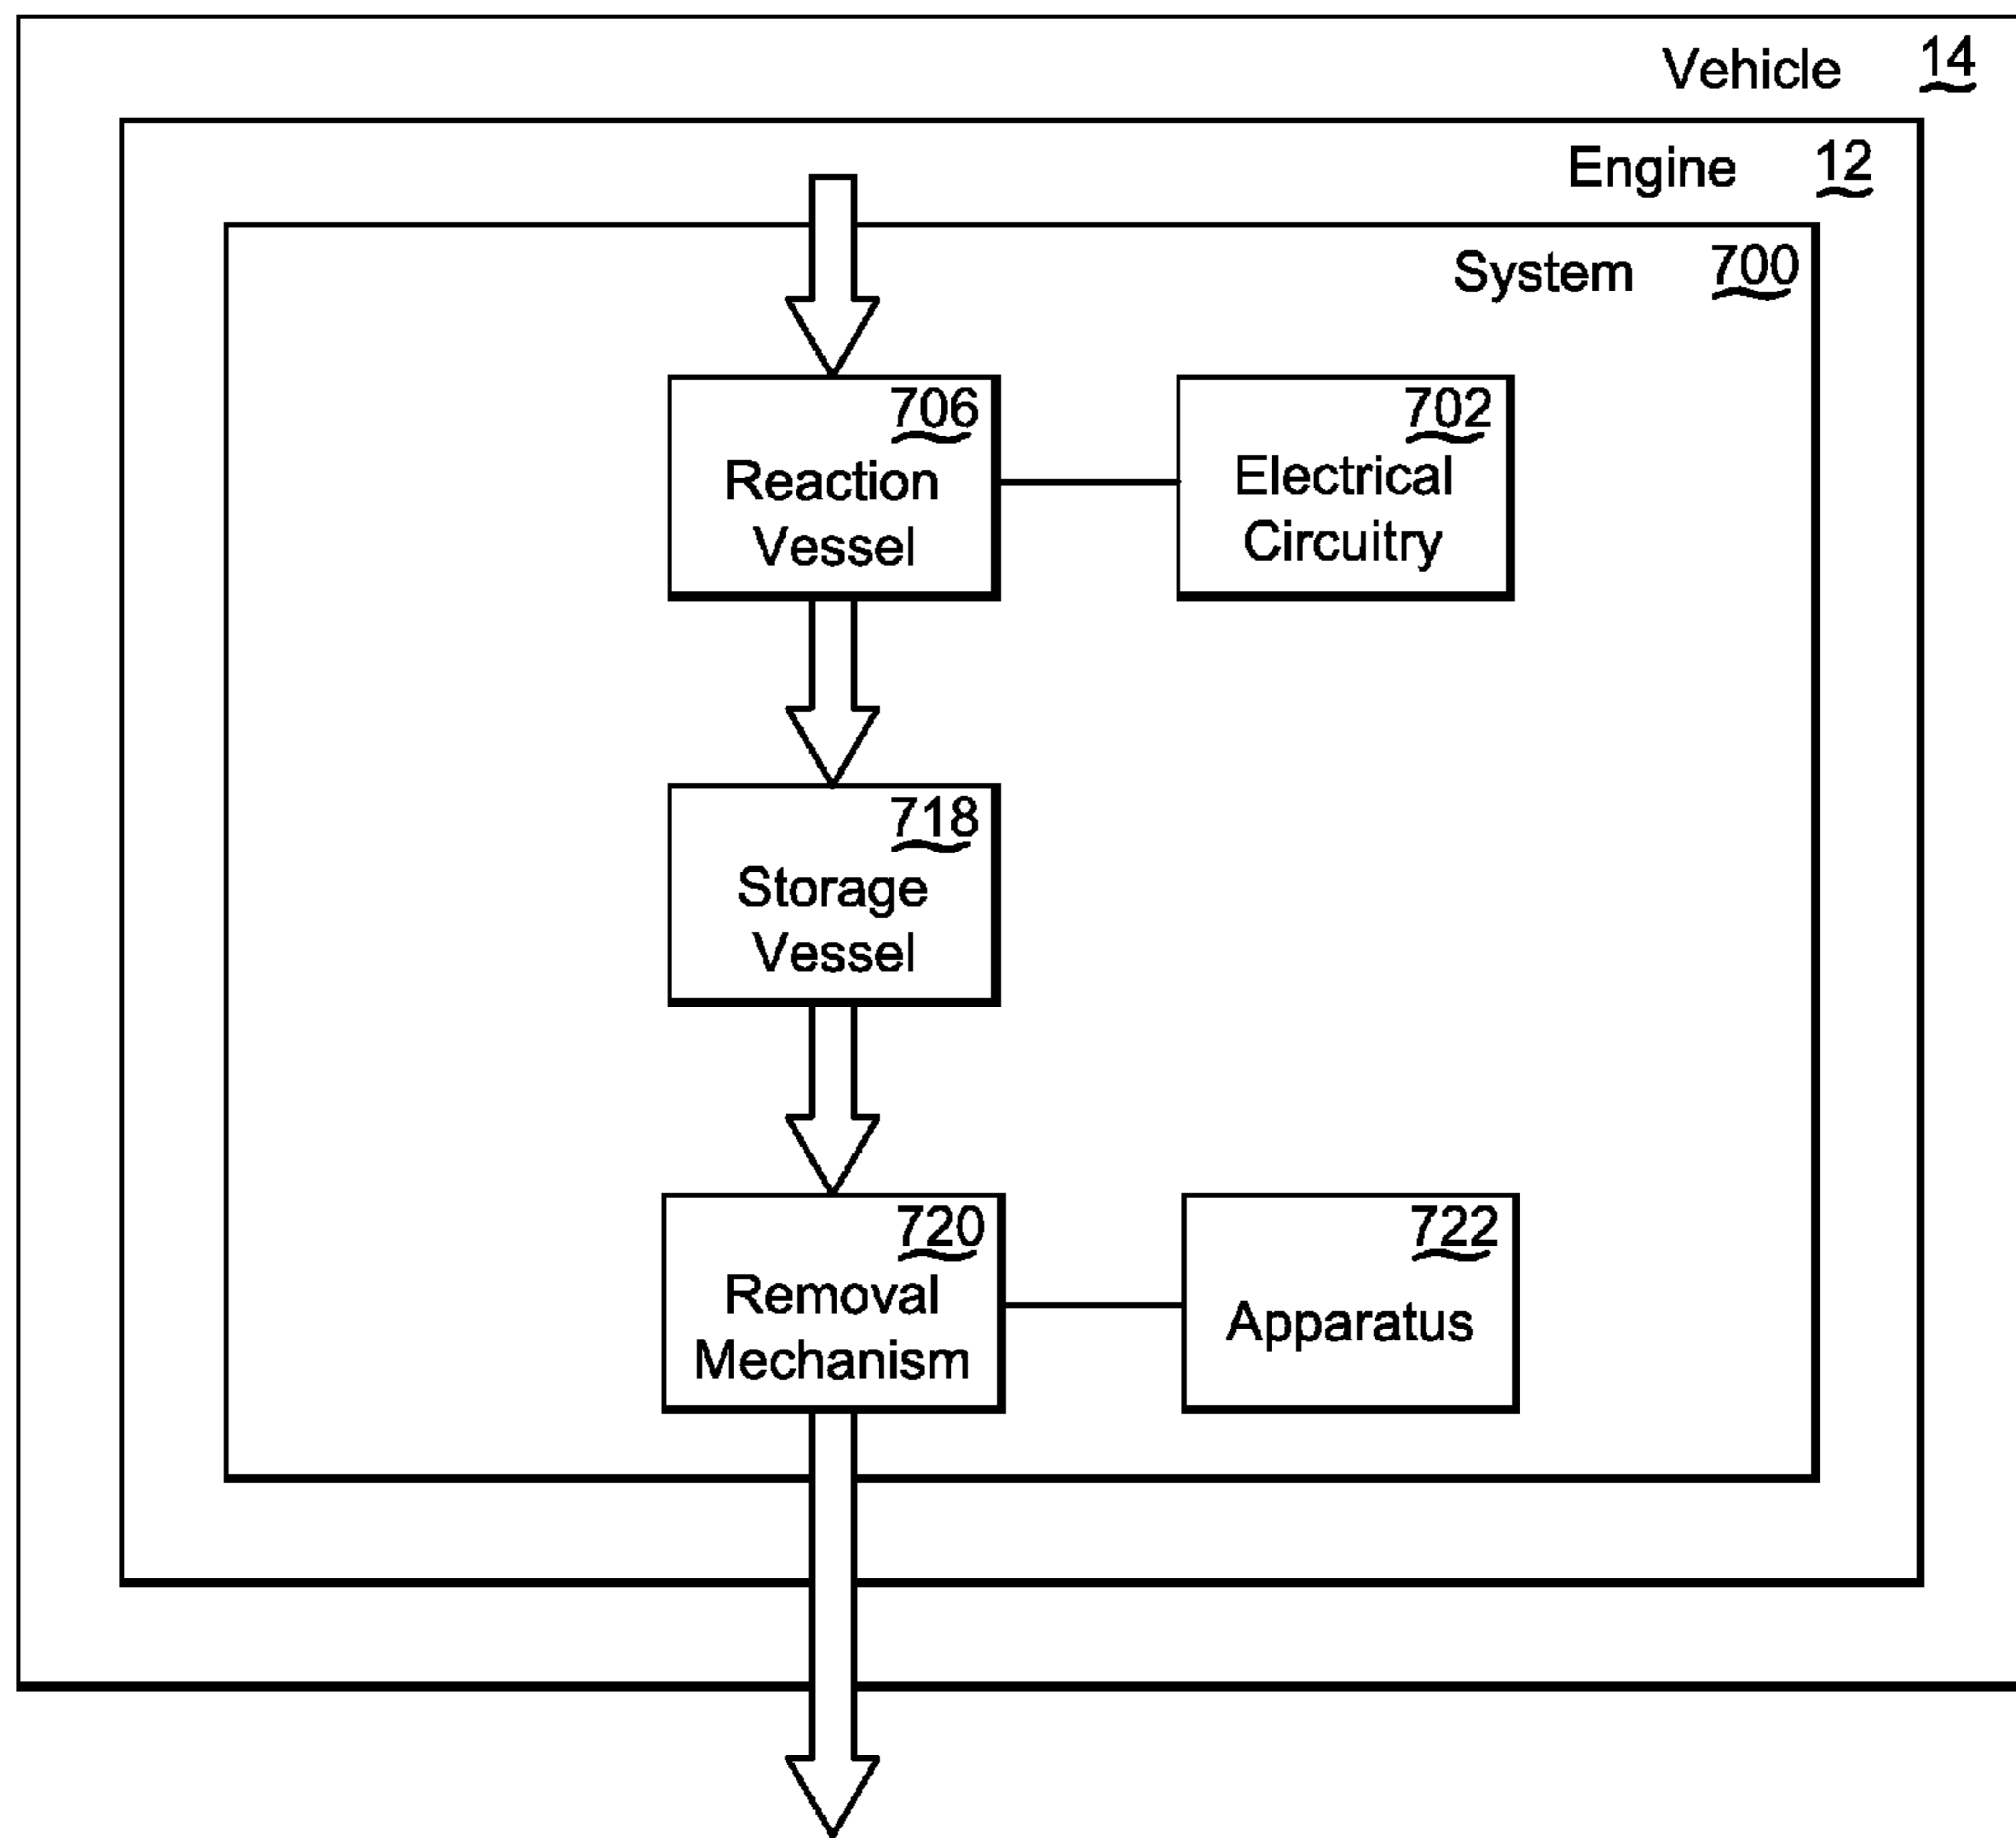 Vehicle 14
Engine 12
System 700
706
Reaction
Vessel
702
Electrical
Circuitry
718
Storage
Vessel
720
Removal
Mechanism
722
Apparatus